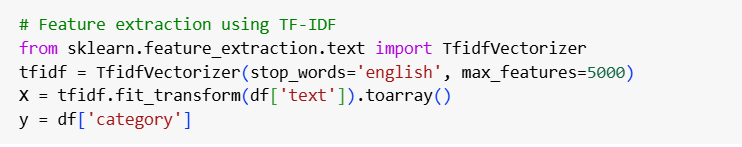 # Feature extraction using TF-IDF
from sklearn.feature_extraction.text import TfidfVectorizer
tfidf = TfidfVectorizer(stop_words='english', max_features=5000)
X = tfidf.fit_transform(df['text']).toarray()
y = df['category']